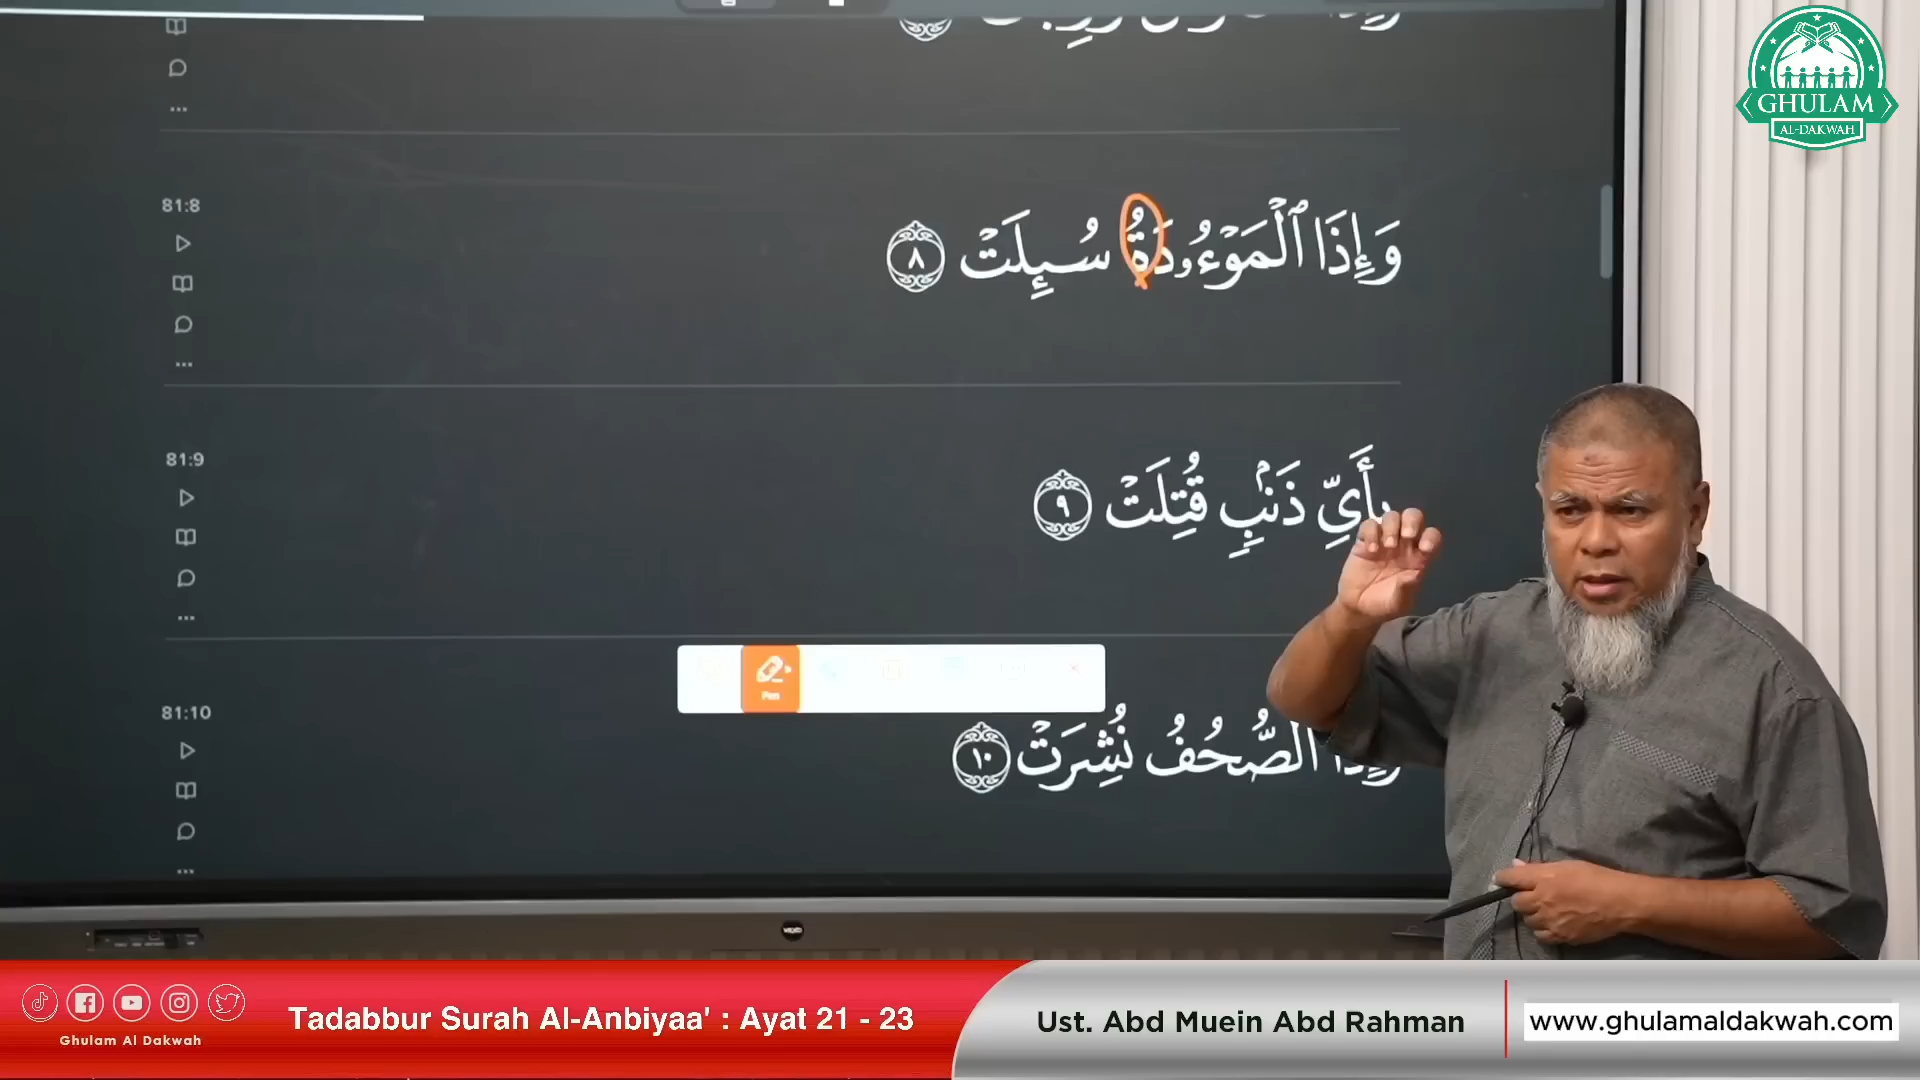 GHULAM
AL-DAKWAH
81:8
وَإِذَا ٱلْمَوْءُۥدَةُ سُئِلَتْ ٨
81:9
بِأَيِّ ذَنۢبٍ قُتِلَتْ ٩
Pen
81:10
ٱلصُّحُفُ نُشِرَتْ ١٠
Ghulam Al Dakwah
Tadabbur Surah Al-Anbiyaa' : Ayat 21 - 23
Ust. Abd Muein Abd Rahman
www.ghulamaldakwah.com